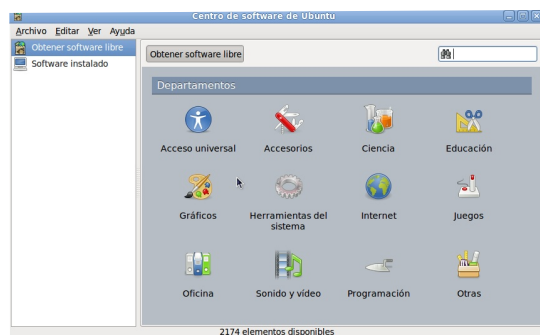 Centro de software de Ubuntu
Archivo Editar Ver Ayuda
Obtener software libre
Software instalado
Obtener software libre
Departamentos
Acceso universal
Accesorios
Ciencia
Educación
Gráficos
Herramientas del
sistema
Internet
Juegos
Oficina
Sonido y vídeo
Programación
Otras
2174 elementos disponibles